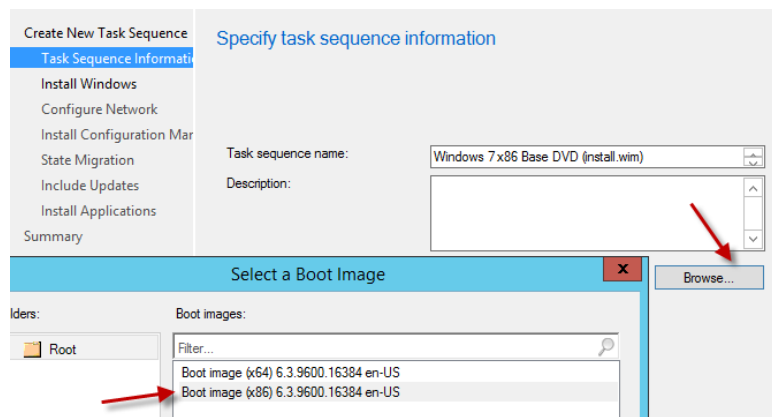 Create New Task Sequence
Specify task sequence information
Task Sequence Informati
Install Windows
Configure Network
Install Configuration Mar
State Migration
Include Updates
Install Applications
Summary
Task sequence name:
Windows 7 x86 Base DVD (install.wim)
Description:
Browse...
Select a Boot Image
x
lders:
Boot images:
Root
Filter...
Boot image (x64) 6.3.9600.16384 en-US
Boot image (x86) 6.3.9600.16384 en-US